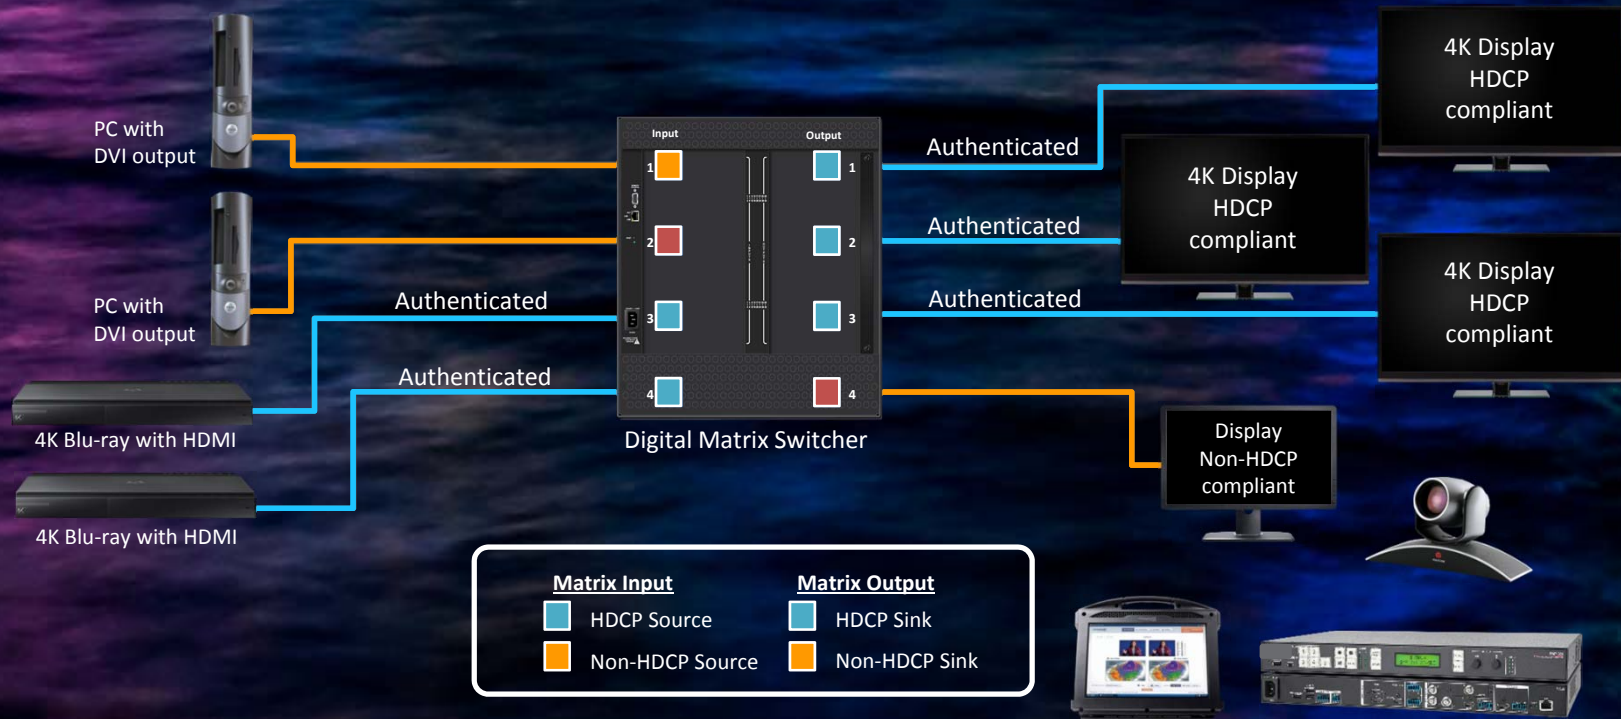 PC with
DVI output
PC with
DVI output
4K Blu-ray with HDMI
4K Blu-ray with HDMI
Authenticated
Authenticated
Input
Output
1
1
2
2
3
3
4
4
Digital Matrix Switcher
Authenticated
Authenticated
Authenticated
4K Display
HDCP
compliant
4K Display
HDCP
compliant
4K Display
HDCP
compliant
Display
Non-HDCP
compliant
Matrix Input
Matrix Output
HDCP Source
HDCP Sink
Non-HDCP Source
Non-HDCP Sink